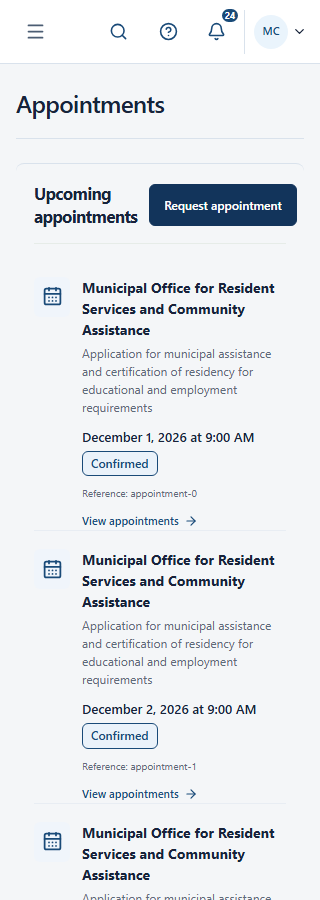 24
MC
Appointments
Upcoming
appointments
Request appointment
Municipal Office for Resident
Services and Community
Assistance
Application for municipal assistance
and certification of residency for
educational and employment
requirements
December 1, 2026 at 9:00 AM
Confirmed
Reference: appointment-0
View appointments
Municipal Office for Resident
Services and Community
Assistance
Application for municipal assistance
and certification of residency for
educational and employment
requirements
December 2, 2026 at 9:00 AM
Confirmed
Reference: appointment-1
View appointments
Municipal Office for Resident
Services and Community
Assistance
Application for municipal assistance